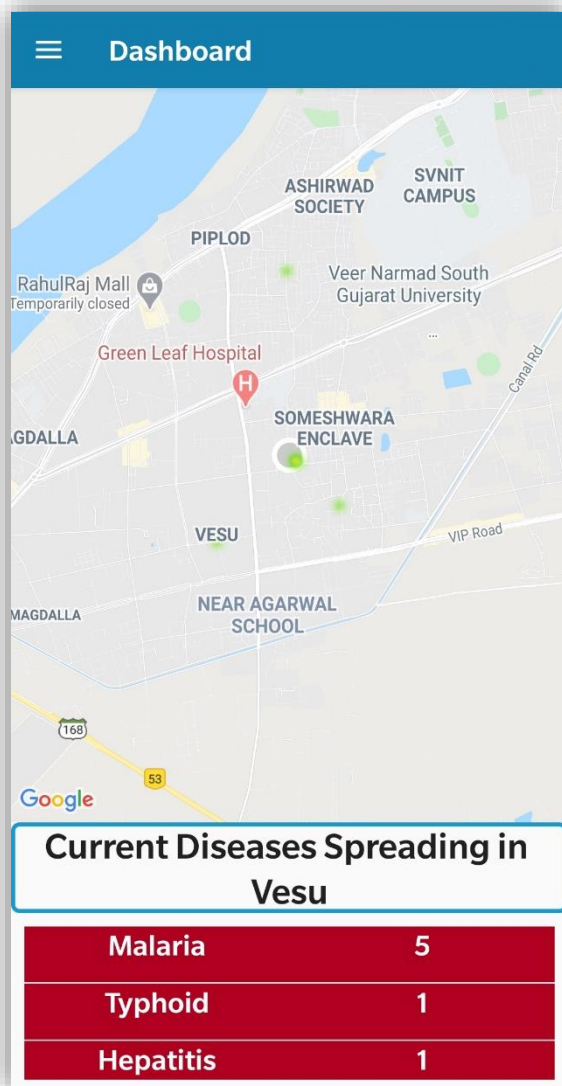 Dashboard
ASHIRWAD
SOCIETY
SVNIT
CAMPUS
PIPLOD
RahulRaj Mall
Temporarily closed
Veer Narmad South
Gujarat University
...
Green Leaf Hospital
H
Canal Rd
SOMESHWARA
ENCLAVE
AGDALLA
VESU
VIP Road
NEAR AGARWAL
SCHOOL
MAGDALLA
168
53
Google
Current Diseases Spreading in
Vesu
Malaria 5
Typhoid 1
Hepatitis 1